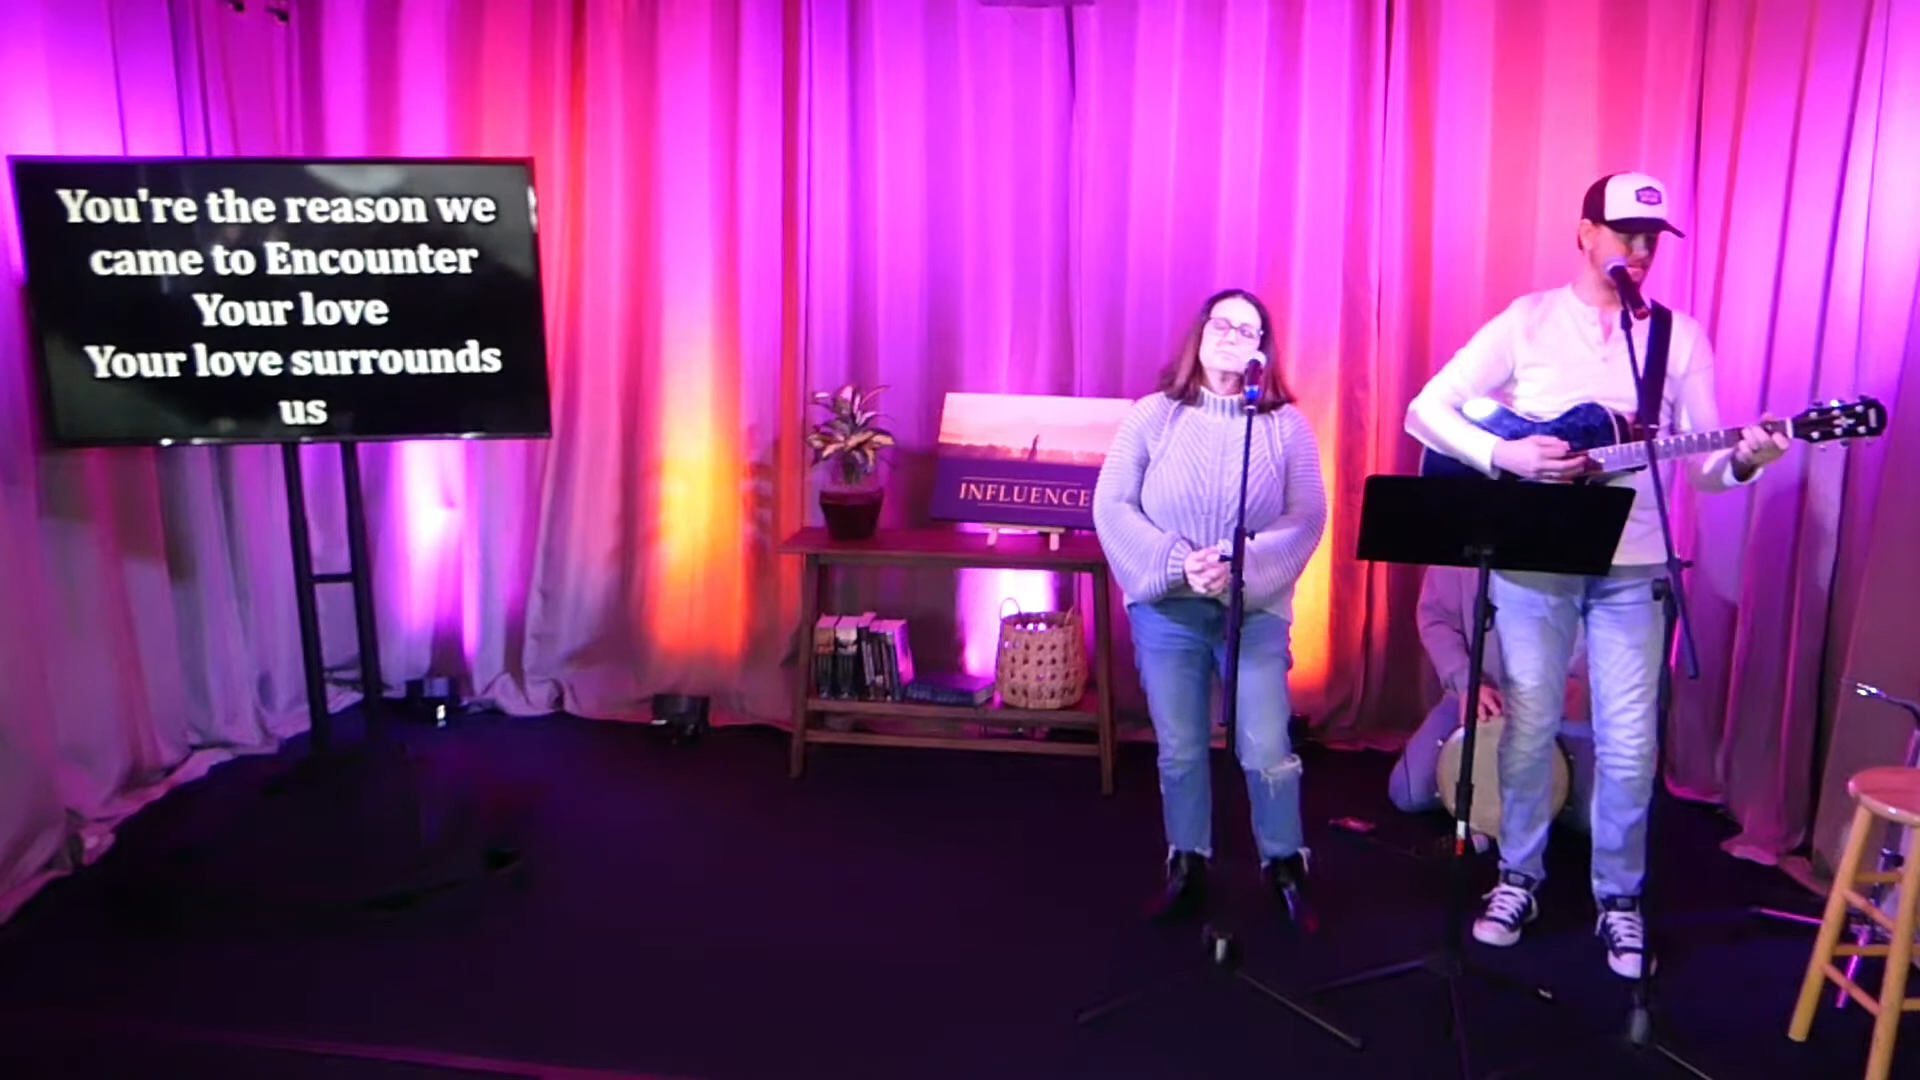 You're the reason we
came to Encounter
Your love
Your love surrounds
us
INFLUENCE